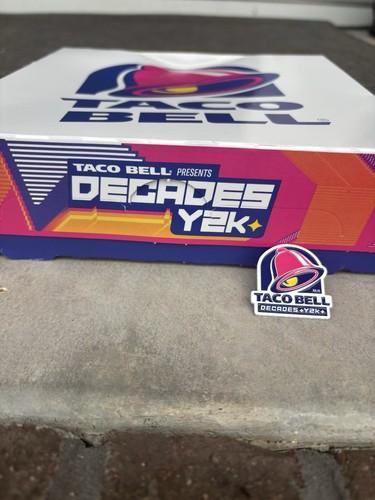 TACO
BELL
TACO BELL PRESENTS
DECADES
Y2K
TACO BELL
DECADES Y2K